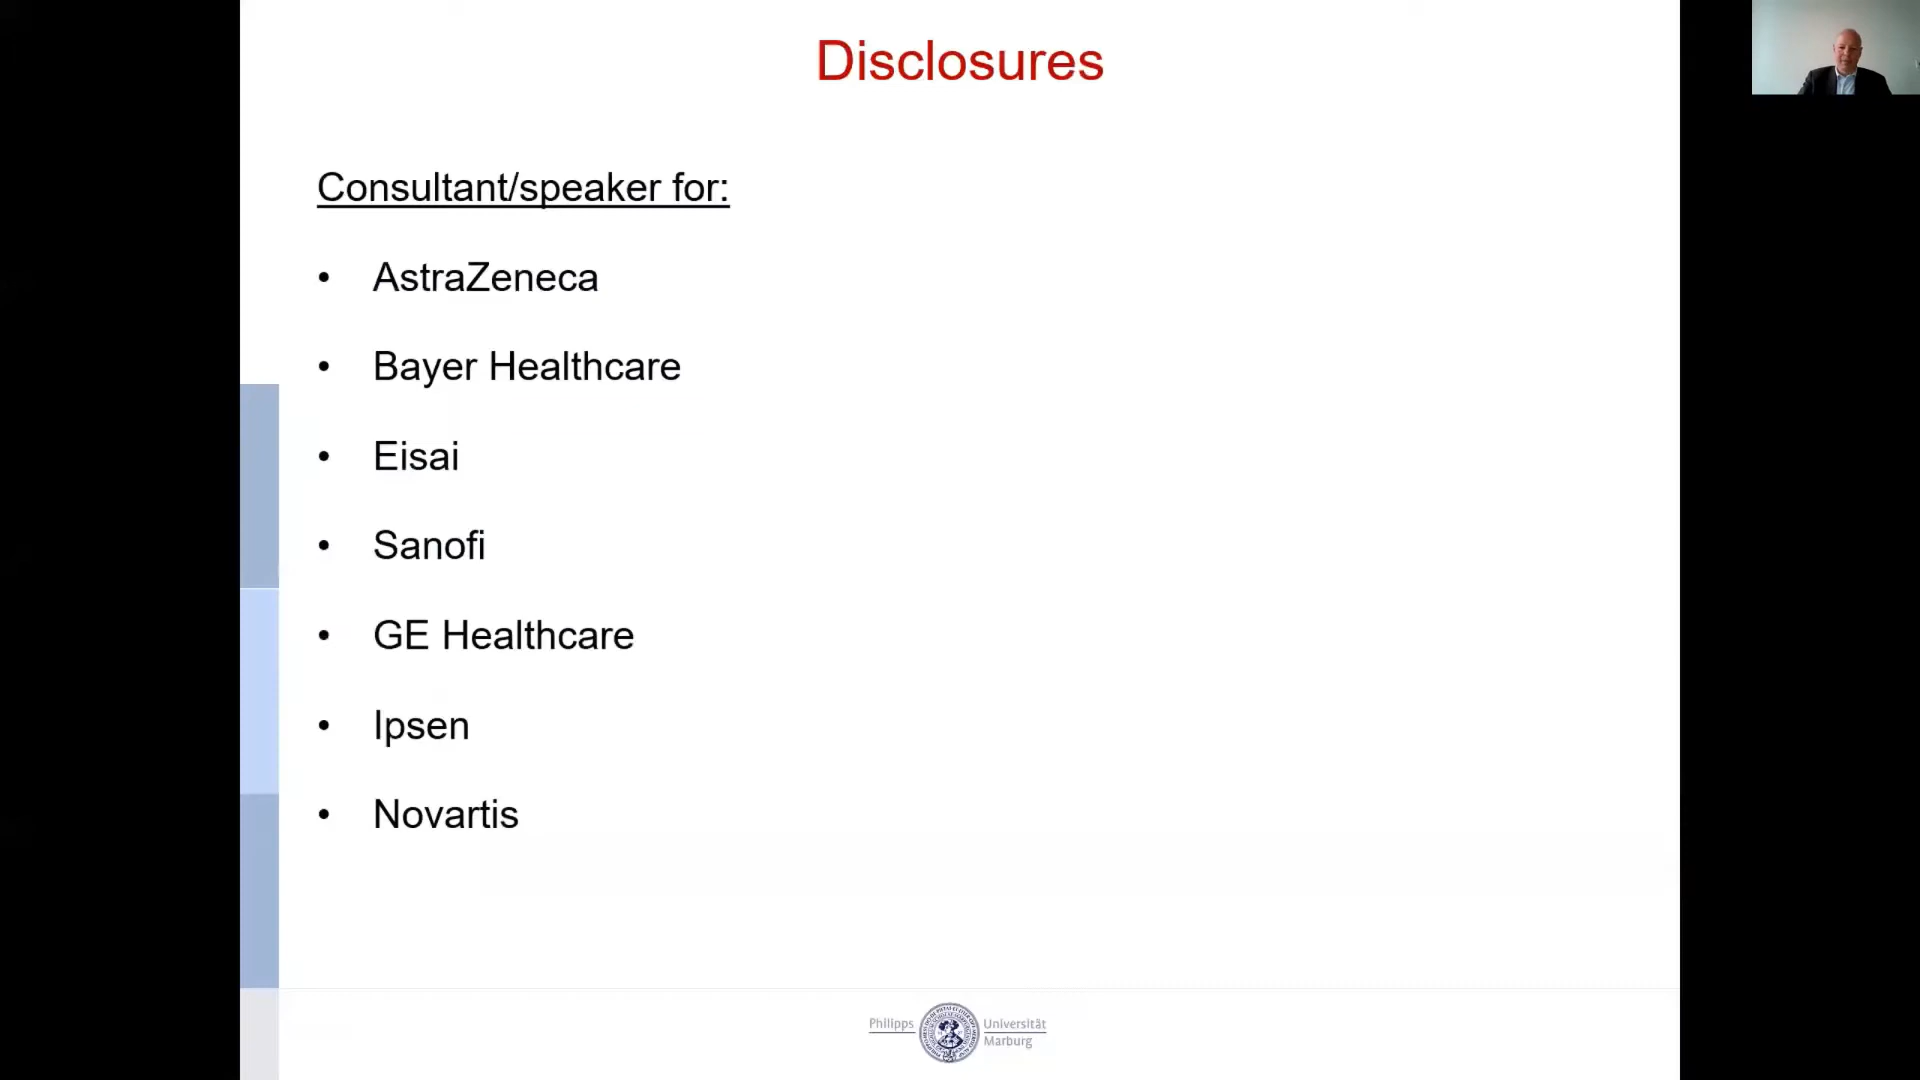 Disclosures
Consultant/speaker for:
• AstraZeneca
• Bayer Healthcare
• Eisai
• Sanofi
• GE Healthcare
• Ipsen
• Novartis
Philipps Universität
Marburg